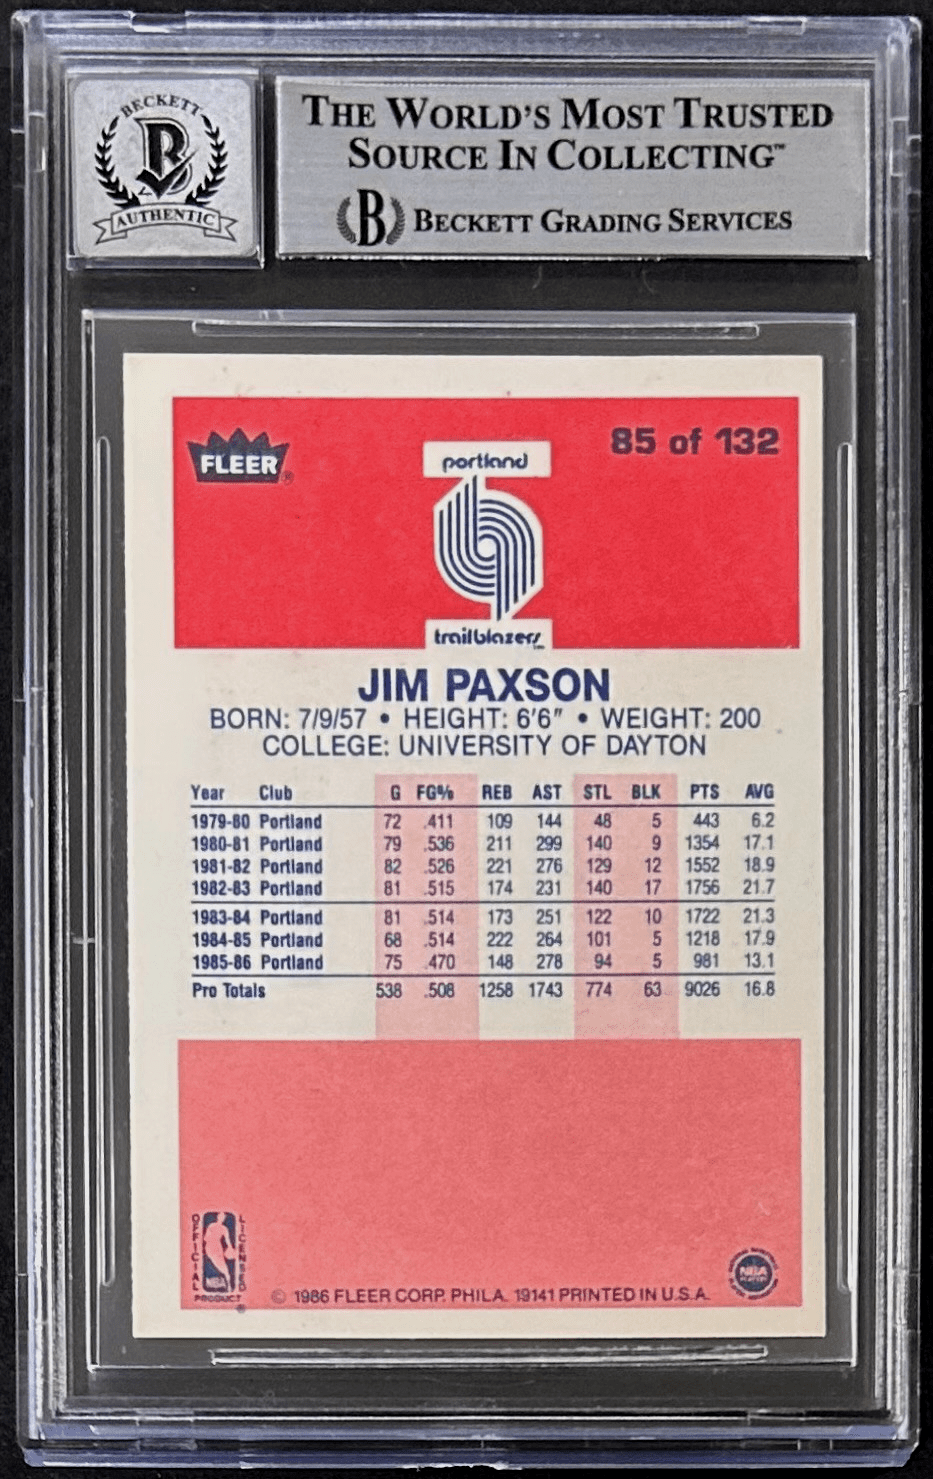 BECKETT
B
AUTHENTIC
THE WORLD'S MOST TRUSTED
SOURCE IN COLLECTING™
B BECKETT GRADING SERVICES
FLEER®
85 of 132
portland
trailblazers
JIM PAXSON
BORN: 7/9/57 • HEIGHT: 6'6" • WEIGHT: 200
COLLEGE: UNIVERSITY OF DAYTON
Year Club G FG% REB AST STL BLK PTS AVG
1979-80 Portland 72 .411 109 144 48 5 443 6.2
1980-81 Portland 79 .536 211 299 140 9 1354 17.1
1981-82 Portland 82 .526 221 276 129 12 1552 18.9
1982-83 Portland 81 .515 174 231 140 17 1756 21.7
1983-84 Portland 81 .514 173 251 122 10 1722 21.3
1984-85 Portland 68 .514 222 264 101 5 1218 17.9
1985-86 Portland 75 .470 148 278 94 5 981 13.1
Pro Totals 538 .508 1258 1743 774 63 9026 16.8
OFFICIAL
LICENSED
NBA
PRODUCT
®
© 1986 FLEER CORP. PHILA. 19141 PRINTED IN U.S.A.
NBA
PLAYERS